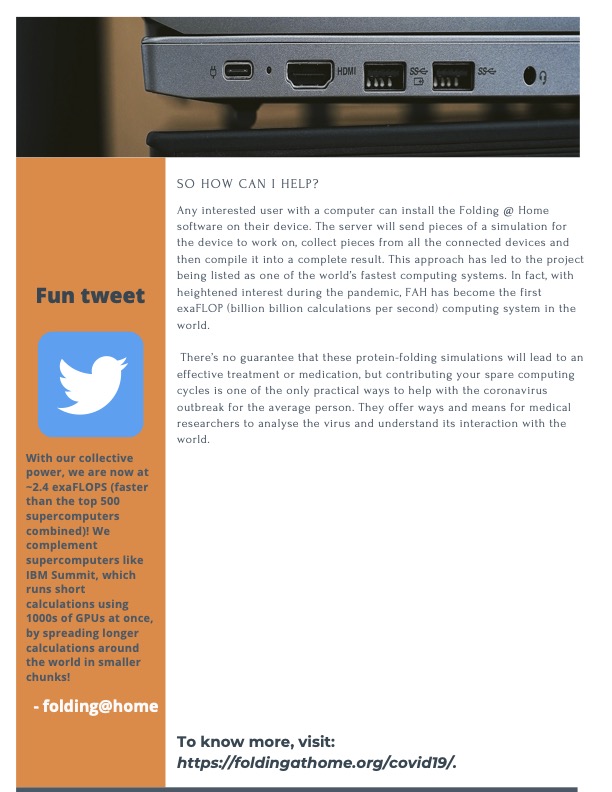 HDMI
SO HOW CAN I HELP?
Any interested user with a computer can install the Folding @ Home
software on their device. The server will send pieces of a simulation for
the device to work on, collect pieces from all the connected devices and
then compile it into a complete result. This approach has led to the project
being listed as one of the world's fastest computing systems. In fact, with
heightened interest during the pandemic, FAH has become the first
exaFLOP (billion billion calculations per second) computing system in the
world.
There's no guarantee that these protein-folding simulations will lead to an
effective treatment or medication, but contributing your spare computing
cycles is one of the only practical ways to help with the coronavirus
outbreak for the average person. They offer ways and means for medical
researchers to analyse the virus and understand its interaction with the
world.
Fun tweet
With our collective
power, we are now at
~2.4 exaFLOPS (faster
than the top 500
supercomputers
combined)! We
complement
supercomputers like
IBM Summit, which
runs short
calculations using
1000s of GPUs at once,
by spreading longer
calculations around
the world in smaller
chunks!
- folding@home
To know more, visit:
https://foldingathome.org/covid19/.